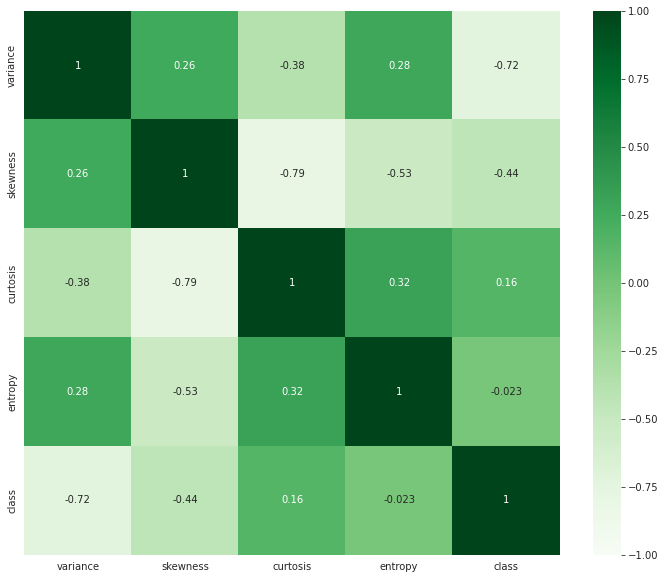 variance 1 0.26 -0.38 0.28 -0.72
skewness 0.26 1 -0.79 -0.53 -0.44
curtosis -0.38 -0.79 1 0.32 0.16
entropy 0.28 -0.53 0.32 1 -0.023
class -0.72 -0.44 0.16 -0.023 1
variance skewness curtosis entropy class
1.00
0.75
0.50
0.25
0.00
−0.25
−0.50
−0.75
−1.00